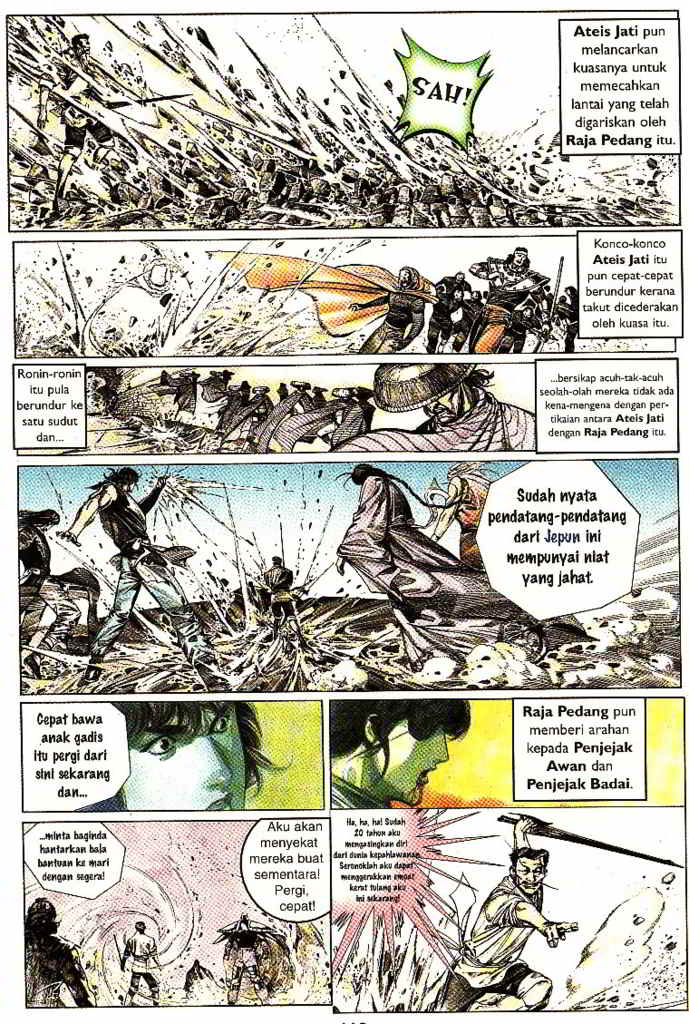 SAH!
Ateis Jati pun
melancarkan
kuasanya untuk
memecahkan
lantai yang telah
digariskan oleh
Raja Pedang itu.
Konco-konco
Ateis Jati itu
pun cepat-cepat
berundur kerana
takut dicederakan
oleh kuasa itu.
Ronin-ronin
itu pula
berundur ke
satu sudut
dan...
...bersikap acuh-tak-acuh
seolah-olah mereka tidak ada
kena-mengena dengan per-
tikaian antara Ateis Jati
dengan Raja Pedang itu.
Sudah nyata
pendatang-pendatang
dari Jepun ini
mempunyai niat
yang jahat.
Cepat bawa
anak gadis
itu pergi dari
sini sekarang
dan...
Raja Pedang pun
memberi arahan
kepada Penjejak
Awan dan
Penjejak Badai.
...minta baginda
hantarkan bala
bantuan ke mari
dengan segera!
Aku akan
menyekat
mereka buat
sementara!
Pergi,
cepat!
Ha, ha, ha! Sudah
20 tahun aku
mengasingkan diri
dari dunia kepahlawanan.
Seronoklah aku dapat
menggerakkan empat
kerat tulang aku
ini sekarang!